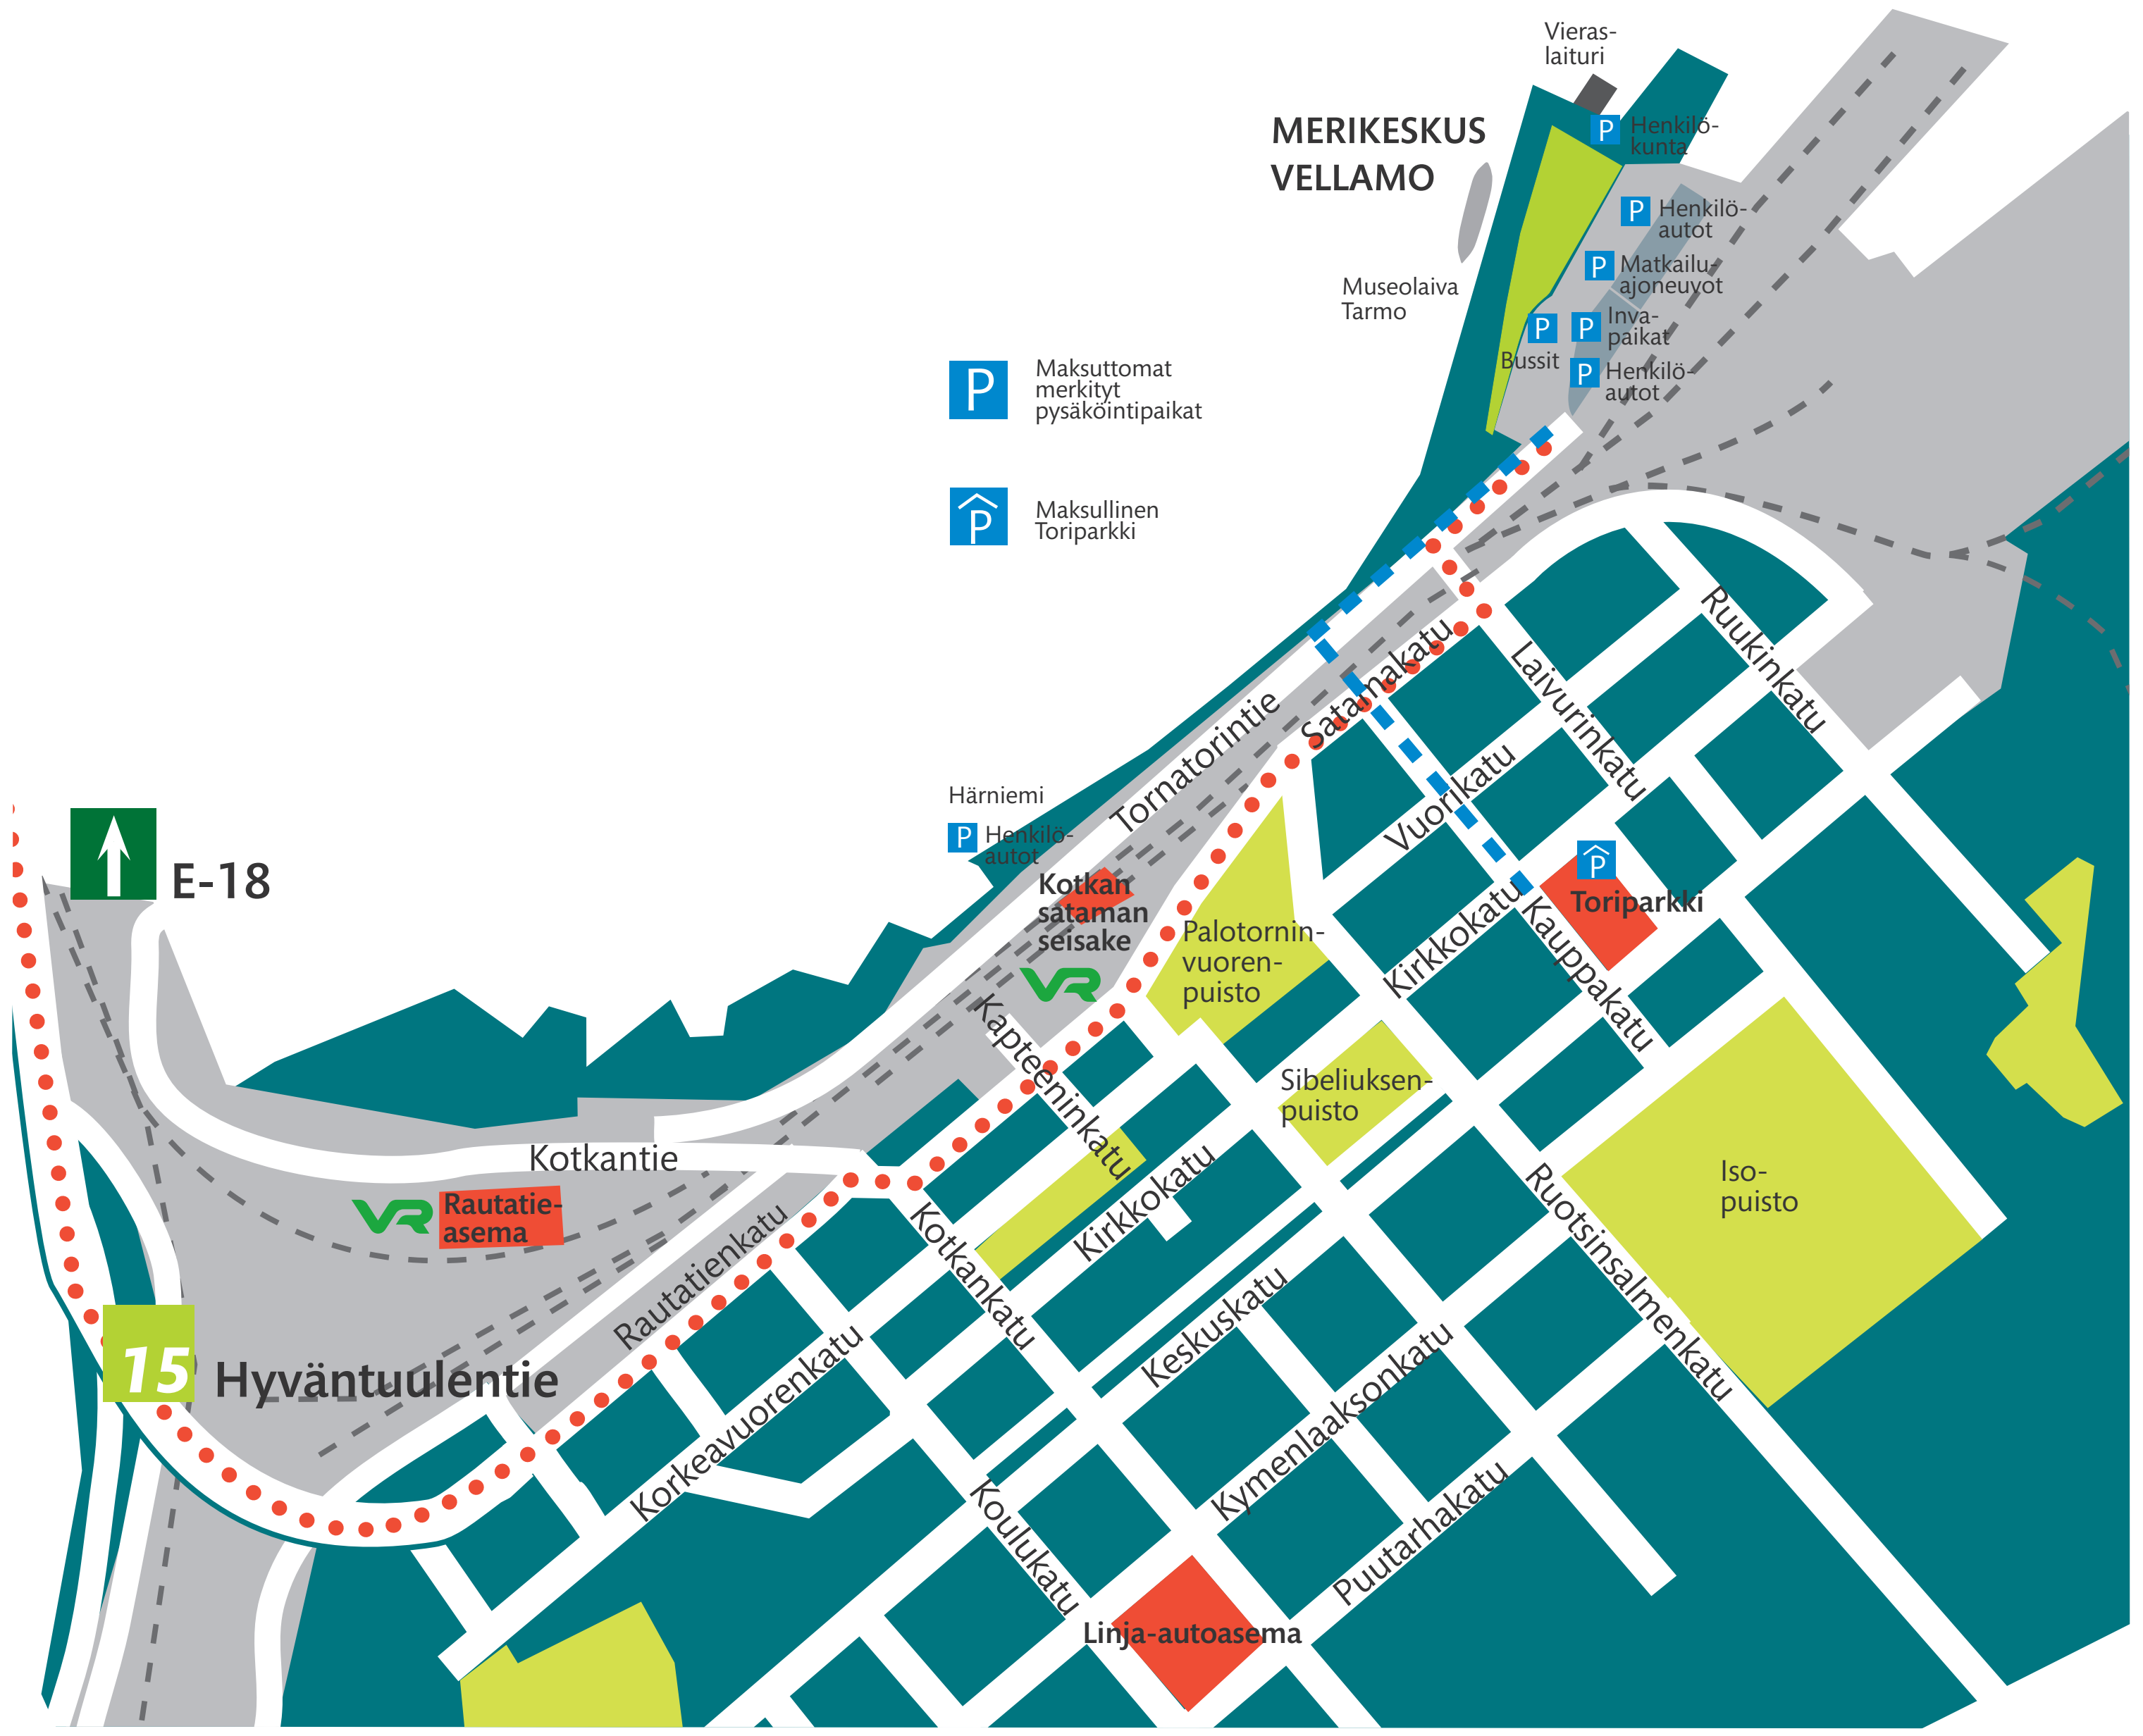 Vieras-
laituri
MERIKESKUS
VELLAMO
P
Henkilö-
kunta
P
Henkilö-
autot
P
Matkailu-
ajoneuvot
Museolaiva
Tarmo
P
Bussit
P
Inva-
paikat
P
Henkilö-
autot
P
Maksuttomat
merkityt
pysäköintipaikat
P
Maksullinen
Toriparkki
Ruukinkatu
Laivurinkatu
Satamakatu
Tornatorintie
Vuorikatu
Härniemi
P
Henkilö-
autot
E-18
Kotkan
sataman
seisake
VR
P
Toriparkki
Palotornin-
vuoren-
puisto
Kirkkokatu
Kauppakatu
Kapteeninkatu
Sibeliuksen-
puisto
Kotkantie
VR
Rautatie-
asema
Iso-
puisto
Kirkkokatu
Ruotsinsalmenkatu
Rautatienkatu
Kotkankatu
Keskuskatu
15
Hyväntuulentie
Korkeavuorenkatu
Kymenlaaksonkatu
Koulukatu
Puutarhakatu
Linja-autoasema